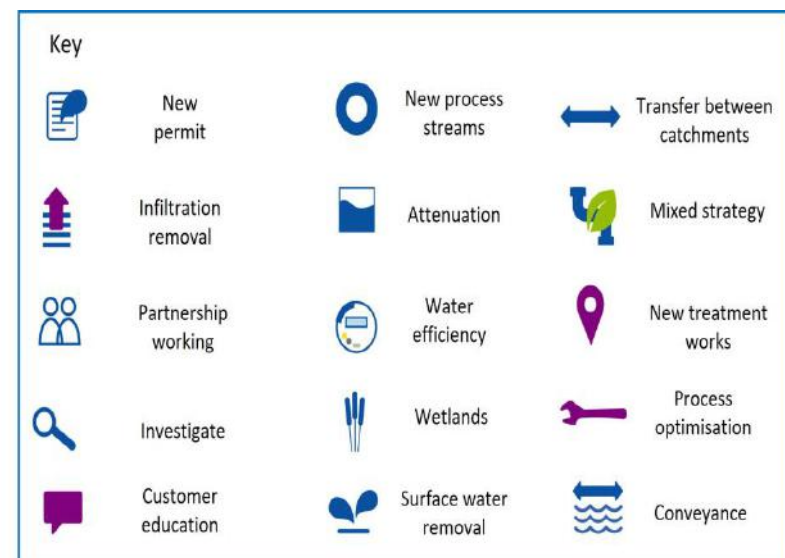 Key
New
permit
New process
streams
Transfer between
catchments
Infiltration
removal
Attenuation
Mixed strategy
Partnership
working
Water
efficiency
New treatment
works
Investigate
Wetlands
Process
optimisation
Customer
education
Surface water
removal
Conveyance